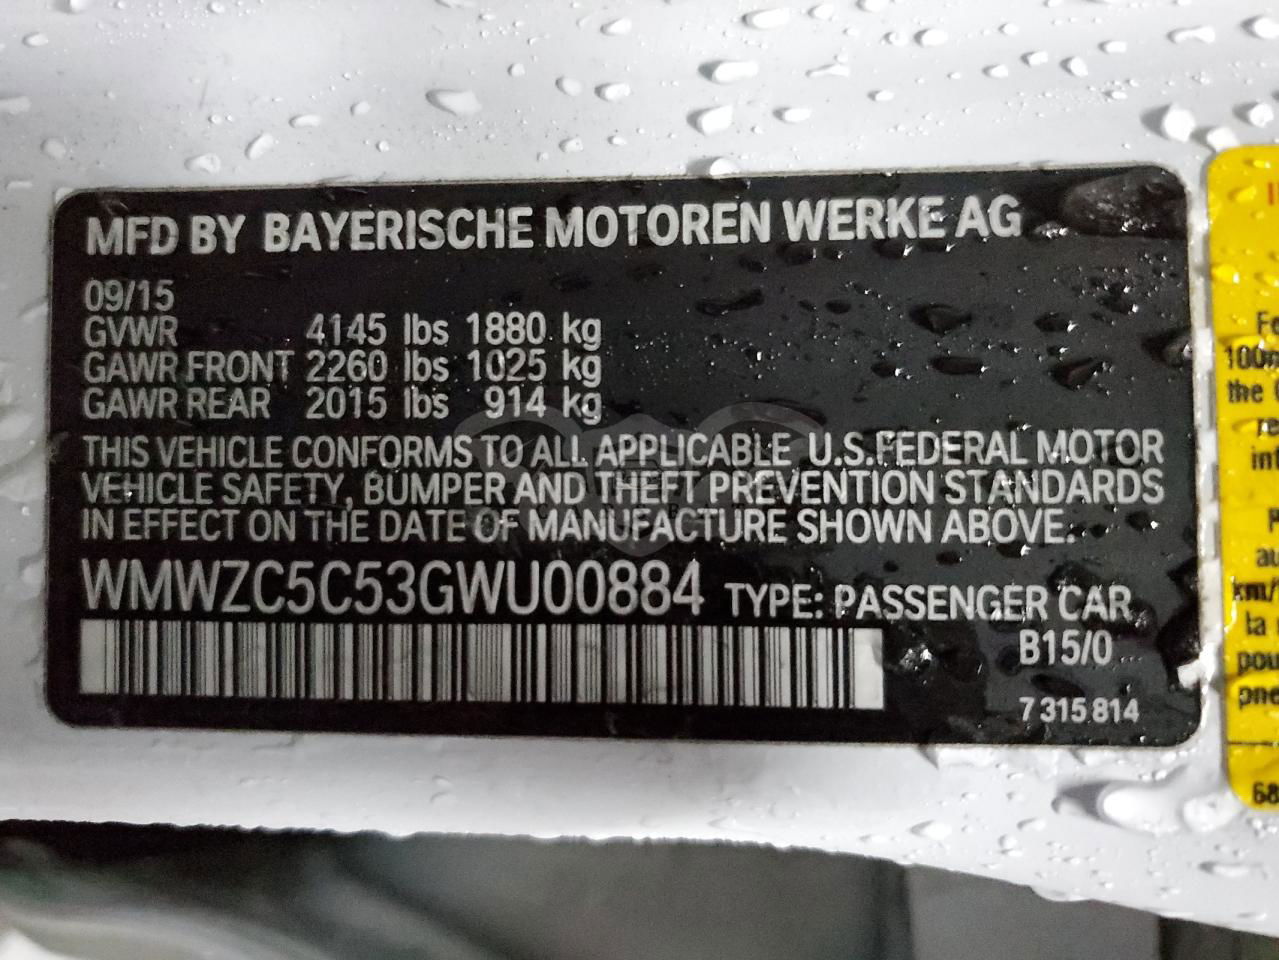 MFD BY BAYERISCHE MOTOREN WERKE AG
09/15
GVWR 4145 lbs 1880 kg
GAWR FRONT 2260 lbs 1025 kg
GAWR REAR 2015 lbs 914 kg
THIS VEHICLE CONFORMS TO ALL APPLICABLE U.S.FEDERAL MOTOR
VEHICLE SAFETY, BUMPER AND THEFT PREVENTION STANDARDS
IN EFFECT ON THE DATE OF MANUFACTURE SHOWN ABOVE.
WMWZC5C53GWU00884 TYPE: PASSENGER CAR
B15/0
7 315 814
the
la